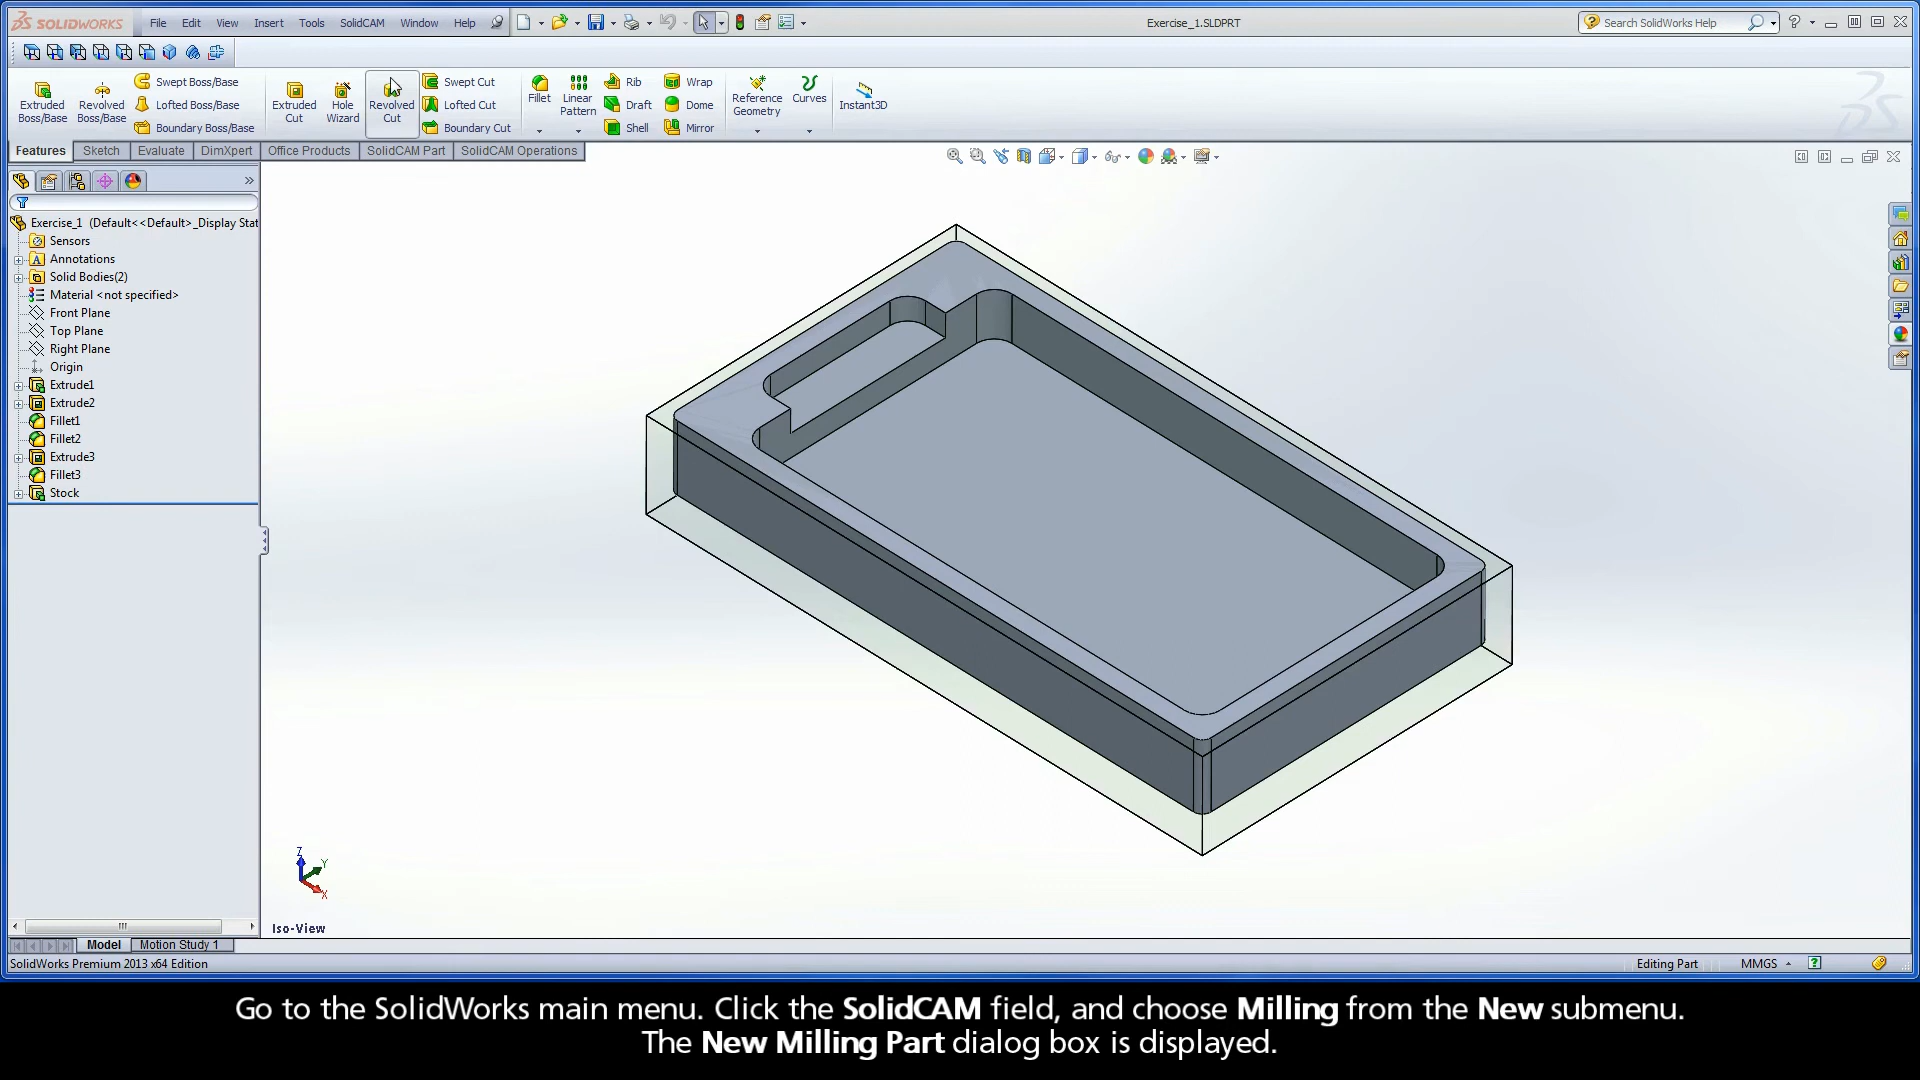 SOLIDWORKS File Edit View Insert Tools SolidCAM Window Help Exercise_1.SLDPRT Search SolidWorks Help
Extruded Boss/Base
Revolved Boss/Base
Swept Boss/Base
Lofted Boss/Base
Boundary Boss/Base
Extruded Cut
Hole Wizard
Revolved Cut
Swept Cut
Lofted Cut
Boundary Cut
Fillet
Linear Pattern
Rib
Draft
Shell
Wrap
Dome
Mirror
Reference Geometry
Curves
Instant3D
Features Sketch Evaluate DimXpert Office Products SolidCAM Part SolidCAM Operations
Exercise_1 (Default<<Default>_Display Stat
Sensors
Annotations
Solid Bodies(2)
Material <not specified>
Front Plane
Top Plane
Right Plane
Origin
Extrude1
Extrude2
Fillet1
Fillet2
Extrude3
Fillet3
Stock
Z
Y
X
Iso-View
Model Motion Study 1
SolidWorks Premium 2013 x64 Edition Editing Part MMGS
Go to the SolidWorks main menu. Click the SolidCAM field, and choose Milling from the New submenu.
The New Milling Part dialog box is displayed.